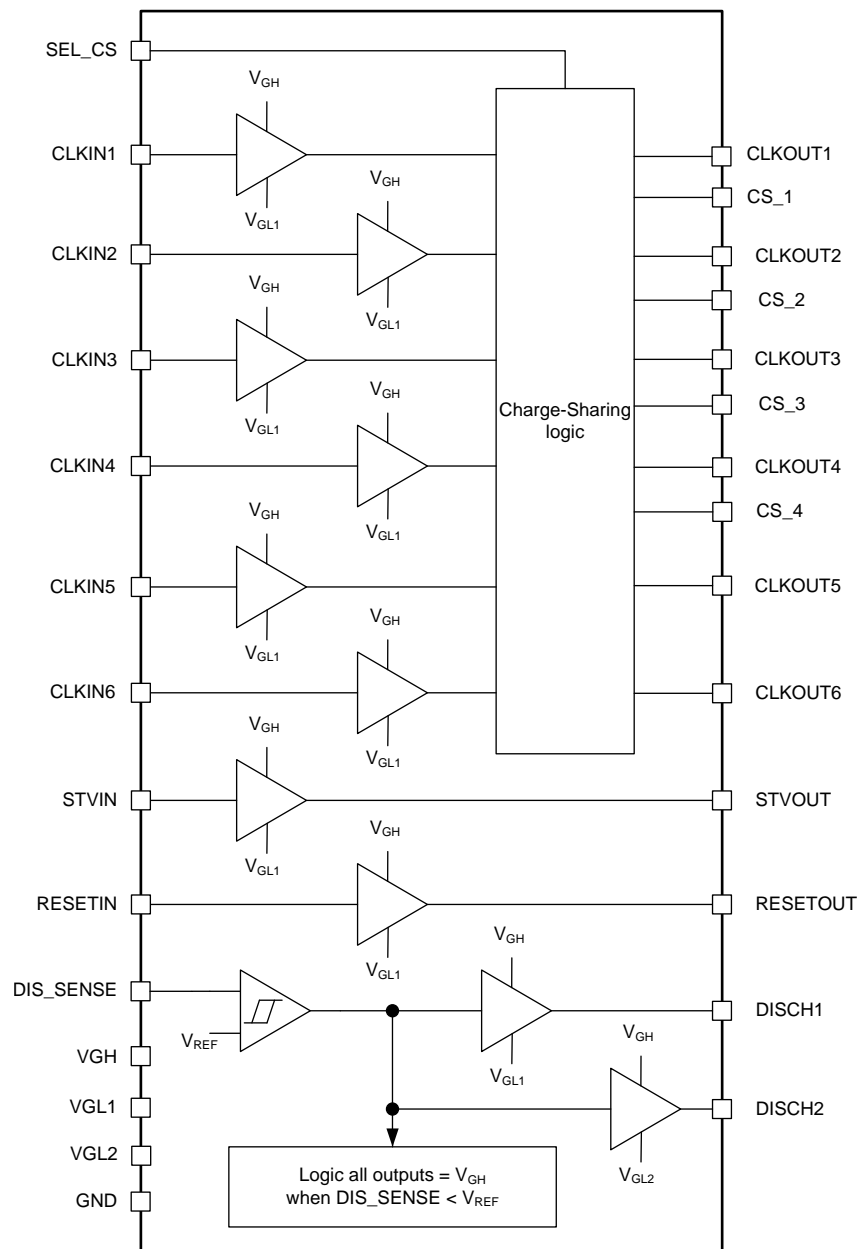 SEL_CS
VGH
CLKIN1
CLKOUT1
CS_1
VGL1
VGH
CLKIN2
CLKOUT2
VGH
CS_2
VGL1
CLKIN3
CLKOUT3
VGH
CS_3
VGL1
Charge-Sharing
logic
CLKIN4
CLKOUT4
CS_4
VGH
VGL1
CLKIN5
CLKOUT5
VGH
VGL1
CLKIN6
CLKOUT6
VGH
VGL1
STVIN
STVOUT
VGH
VGL1
RESETIN
RESETOUT
VGH
VGL1
DIS_SENSE
DISCH1
VREF
VGH
VGH
VGL1
VGL1
DISCH2
VGL2
VGL2
Logic all outputs = VGH
when DIS_SENSE < VREF
GND